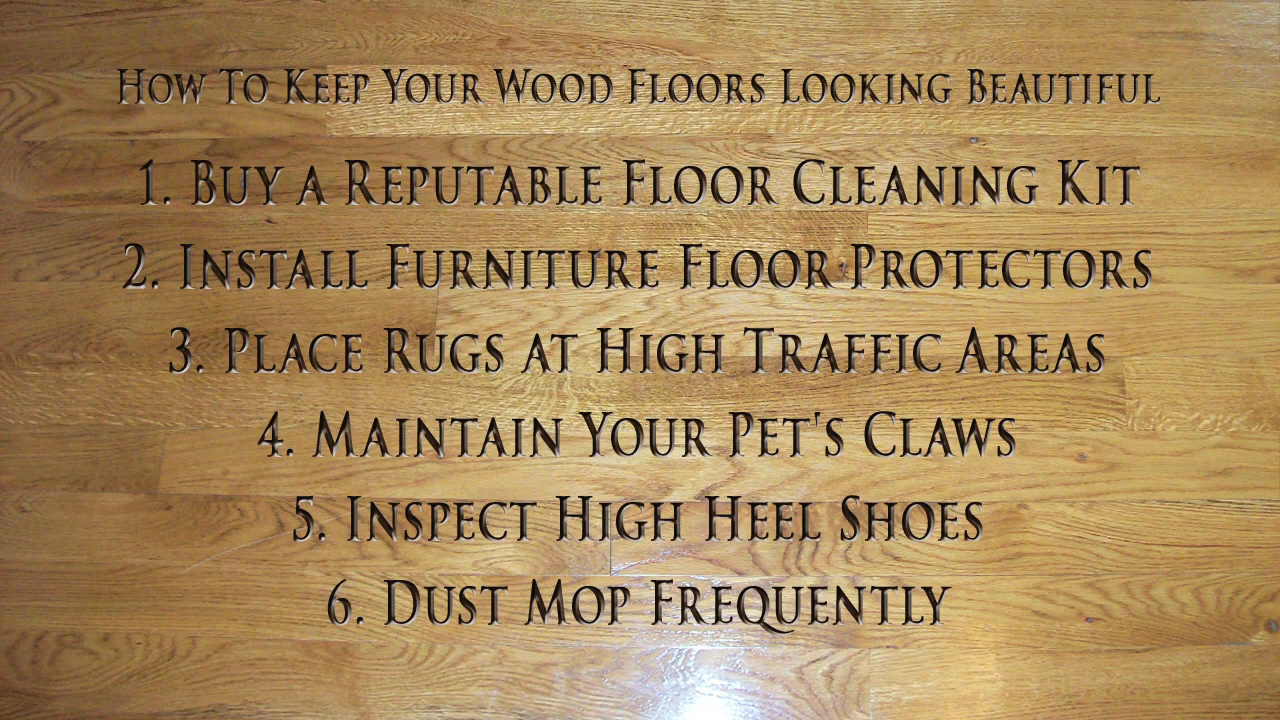 How To Keep Your Wood Floors Looking Beautiful
1. Buy a Reputable Floor Cleaning Kit
2. Install Furniture Floor Protectors
3. Place Rugs at High Traffic Areas
4. Maintain Your Pet's Claws
5. Inspect High Heel Shoes
6. Dust Mop Frequently